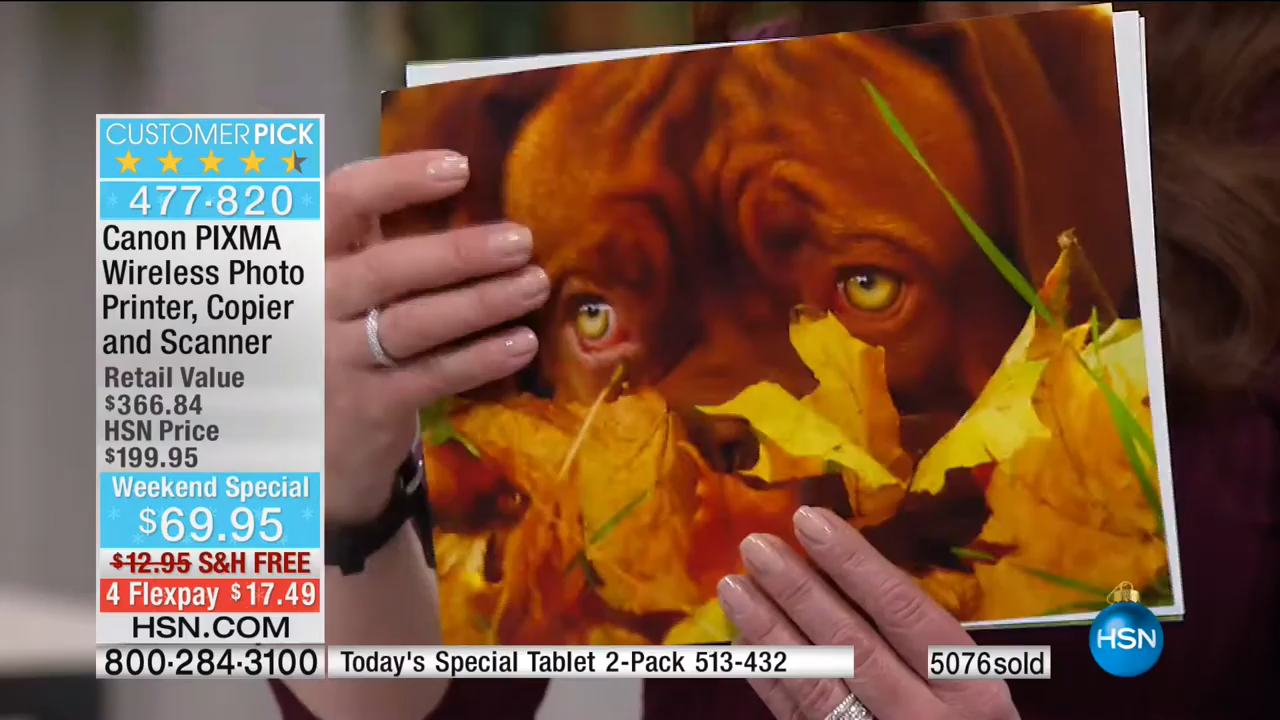 CUSTOMER PICK
477·820
Canon PIXMA
Wireless Photo
Printer, Copier
and Scanner
Retail Value
$366.84
HSN Price
$199.95
Weekend Special
$69.95
$12.95 S&H FREE
4 Flexpay $17.49
HSN.COM
800·284·3100
Today's Special Tablet 2-Pack 513-432
5076sold
HSN